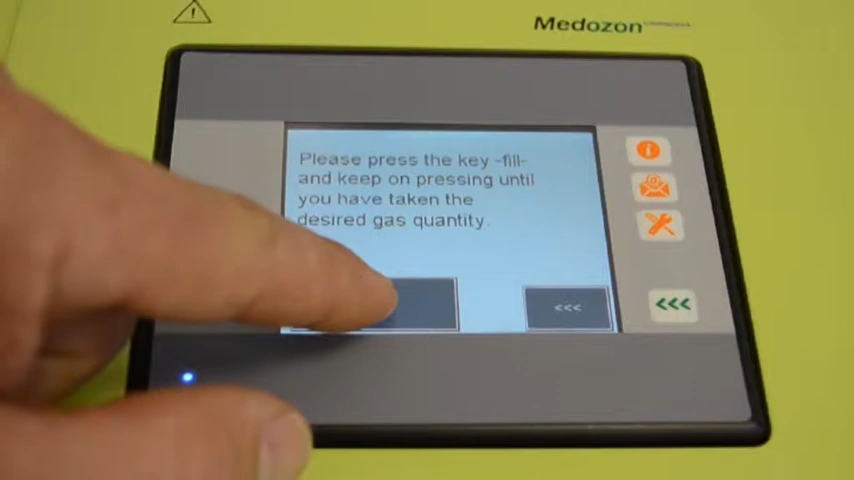 Medozon
Please press the key -fill-
and keep on pressing until
you have taken the
desired gas quantity.
<<<
<<<